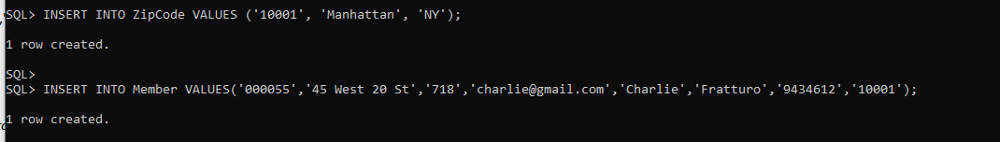 SQL> INSERT INTO ZipCode VALUES ('10001', 'Manhattan', 'NY');
1 row created.
SQL>
SQL> INSERT INTO Member VALUES('000055','45 West 20 St','718','charlie@gmail.com','Charlie','Fratturo','9434612','10001');
1 row created.